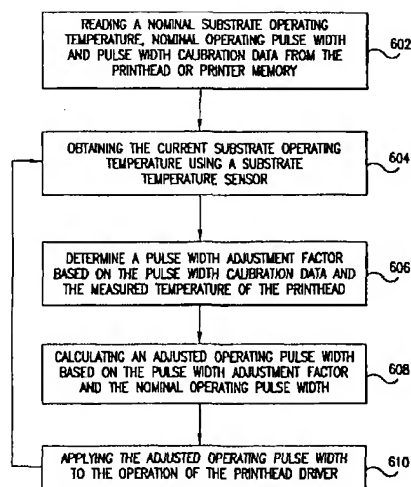 READING A NOMINAL SUBSTRATE OPERATING
TEMPERATURE, NOMINAL OPERATING PULSE WIDTH
AND PULSE WIDTH CALIBRATION DATA FROM THE
PRINTHEAD OR PRINTER MEMORY
602
OBTAINING THE CURRENT SUBSTRATE OPERATING
TEMPERATURE USING A SUBSTRATE
TEMPERATURE SENSOR
604
DETERMINE A PULSE WIDTH ADJUSTMENT FACTOR
BASED ON THE PULSE WIDTH CALIBRATION DATA AND
THE MEASURED TEMPERATURE OF THE PRINTHEAD
606
CALCULATING AN ADJUSTED OPERATING PULSE WIDTH
BASED ON THE PULSE WIDTH ADJUSTMENT FACTOR
AND THE NOMINAL OPERATING PULSE WIDTH
608
APPLYING THE ADJUSTED OPERATING PULSE WIDTH
TO THE OPERATION OF THE PRINTHEAD DRIVER
610